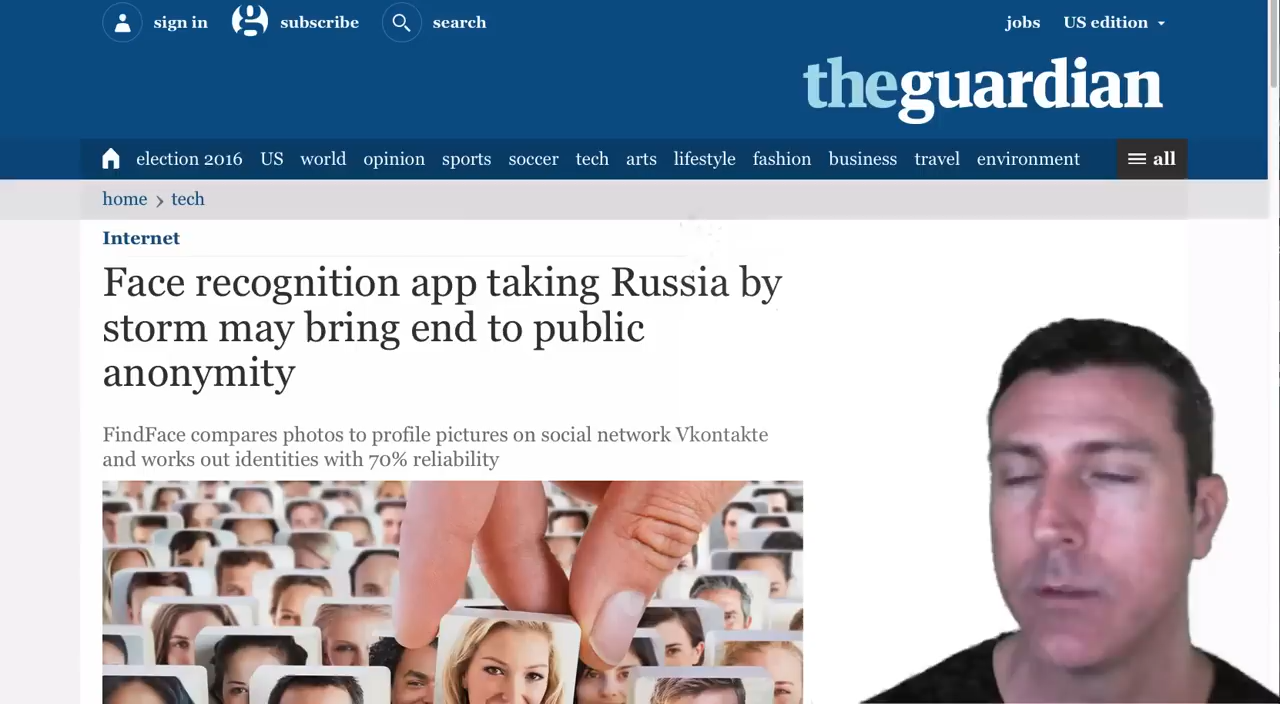 sign in subscribe search jobs US edition
theguardian
election 2016 US world opinion sports soccer tech arts lifestyle fashion business travel environment all
home › tech
Internet
Face recognition app taking Russia by
storm may bring end to public
anonymity
FindFace compares photos to profile pictures on social network Vkontakte
and works out identities with 70% reliability